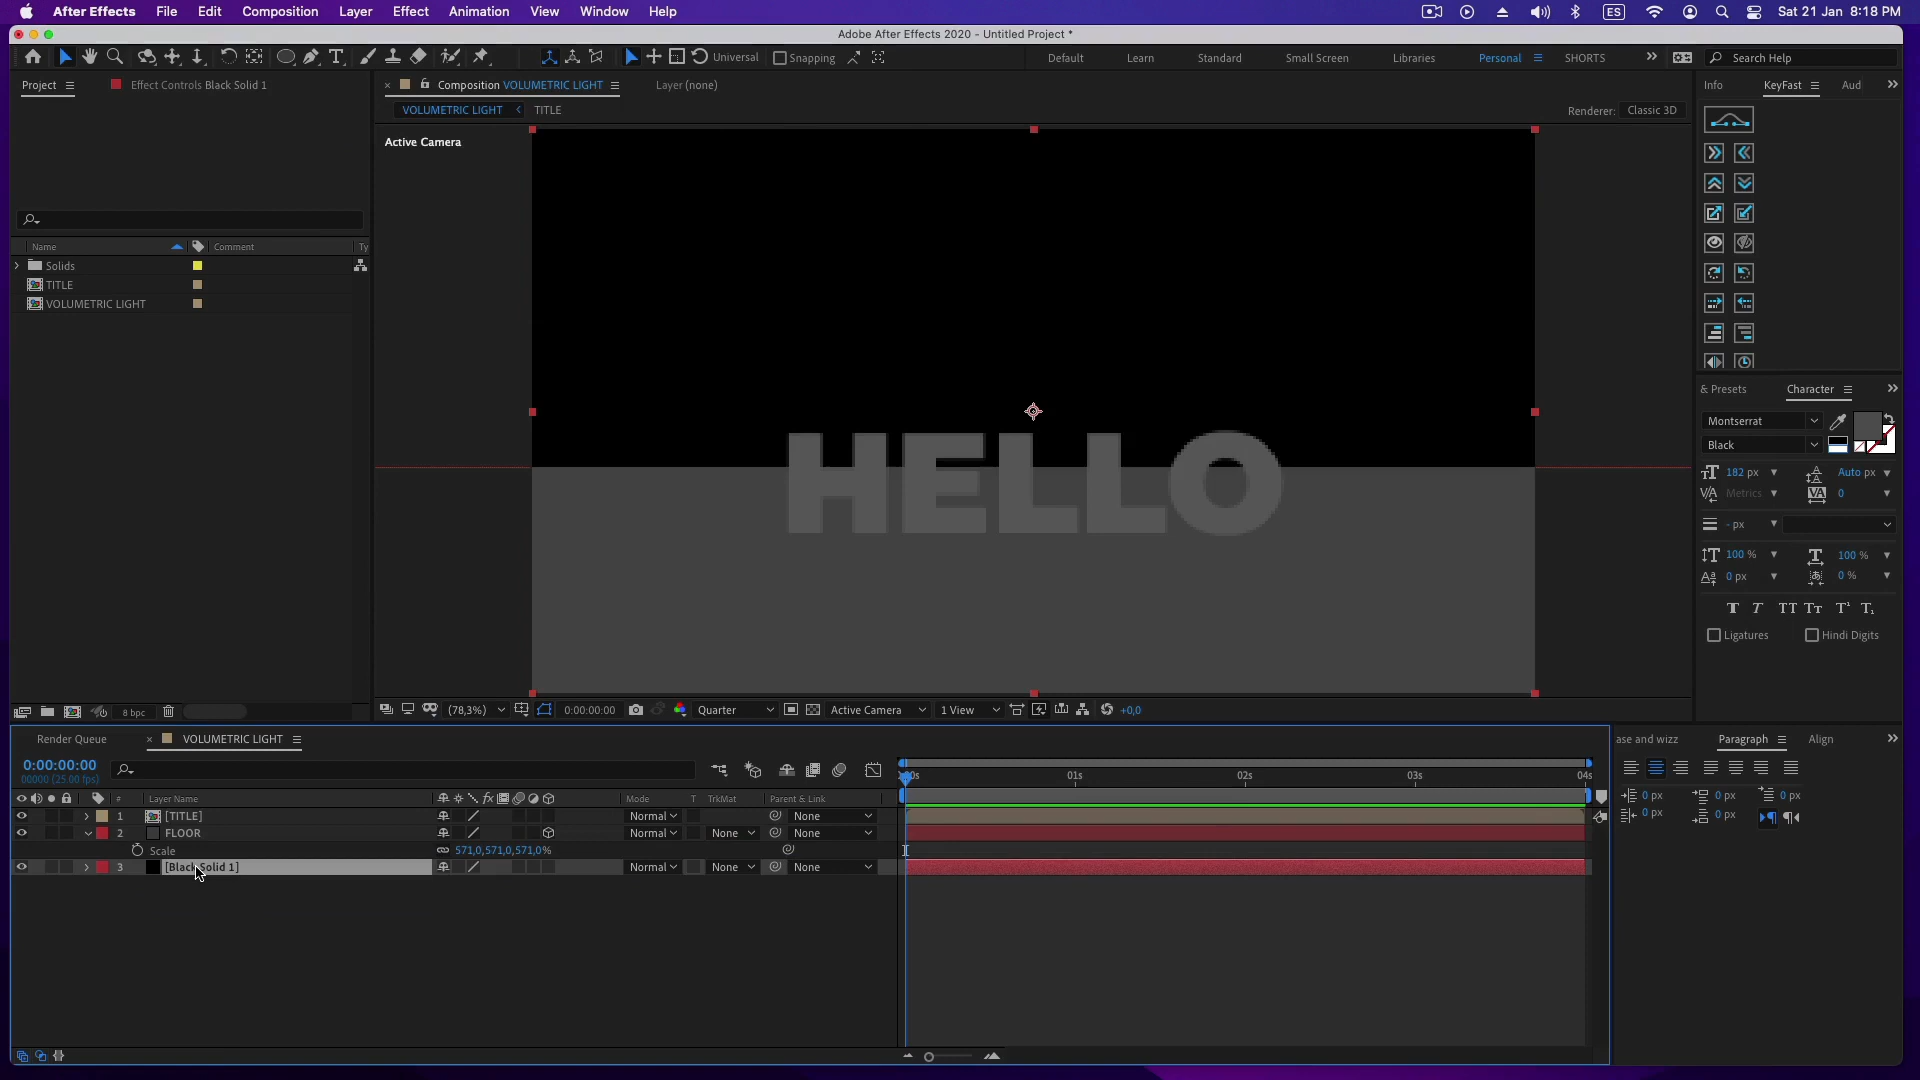 After Effects File Edit Composition Layer Effect Animation View Window Help ES Sat 21 Jan 8:18 PM
Adobe After Effects 2020 - Untitled Project *
Universal Snapping Default Learn Standard Small Screen Libraries Personal SHORTS Search Help
Project Effect Controls Black Solid 1 Composition VOLUMETRIC LIGHT Layer (none) Info KeyFast Aud
VOLUMETRIC LIGHT TITLE Renderer: Classic 3D
Active Camera
Name Comment Ty
Solids
TITLE
VOLUMETRIC LIGHT
HELLO
& Presets Character
Montserrat
Black
182 px Auto px
Metrics 0
- px
100 % 100 %
0 px 0 %
Ligatures Hindi Digits
8 bpc (78,3%) 0:00:00:00 Quarter Active Camera 1 View +0,0
Render Queue VOLUMETRIC LIGHT ase and wizz Paragraph Align
0:00:00:00
00000 (25.00 fps)
01s 02s 03s 04s
0 px 0 px 0 px
0 px 0 px
# Layer Name Mode T TrkMat Parent & Link
1 [TITLE] Normal None
2 FLOOR Normal None None
Scale 571,0,571,0,571,0%
3 [Black Solid 1] Normal None None